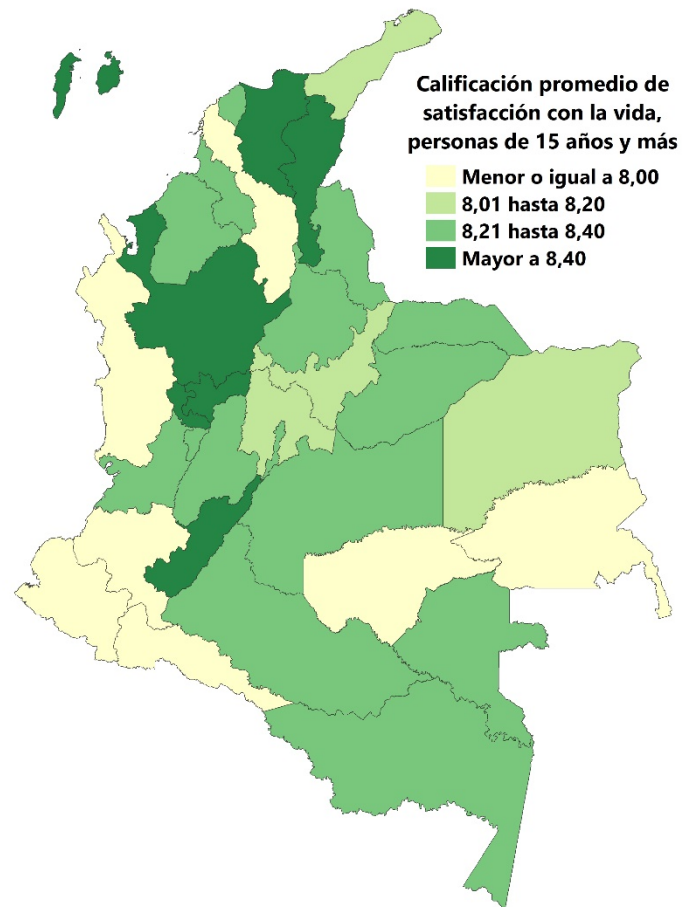 Calificación promedio de
satisfacción con la vida,
personas de 15 años y más
Menor o igual a 8,00
8,01 hasta 8,20
8,21 hasta 8,40
Mayor a 8,40